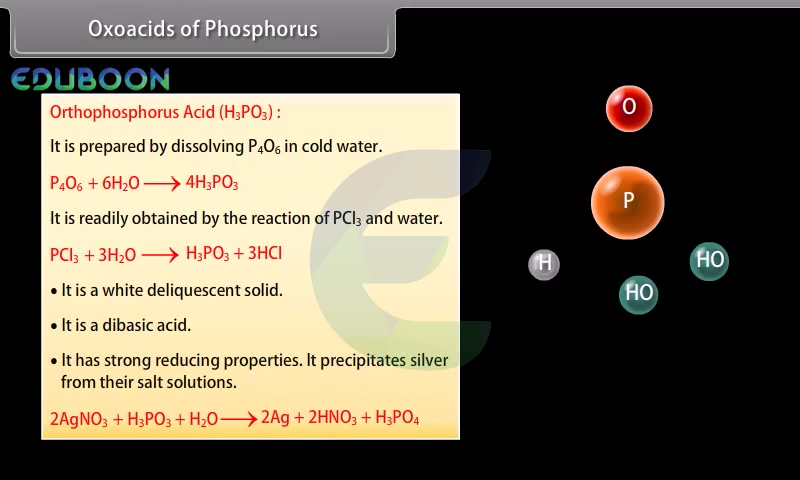 Oxoacids of Phosphorus
EDUBOON
Orthophosphorus Acid (H₃PO₃) :
It is prepared by dissolving P₄O₆ in cold water.
P₄O₆ + 6H₂O ⟶ 4H₃PO₃
It is readily obtained by the reaction of PCl₃ and water.
PCl₃ + 3H₂O ⟶ H₃PO₃ + 3HCl
• It is a white deliquescent solid.
• It is a dibasic acid.
• It has strong reducing properties. It precipitates silver
from their salt solutions.
2AgNO₃ + H₃PO₃ + H₂O ⟶ 2Ag + 2HNO₃ + H₃PO₄
O
P
H
HO
HO